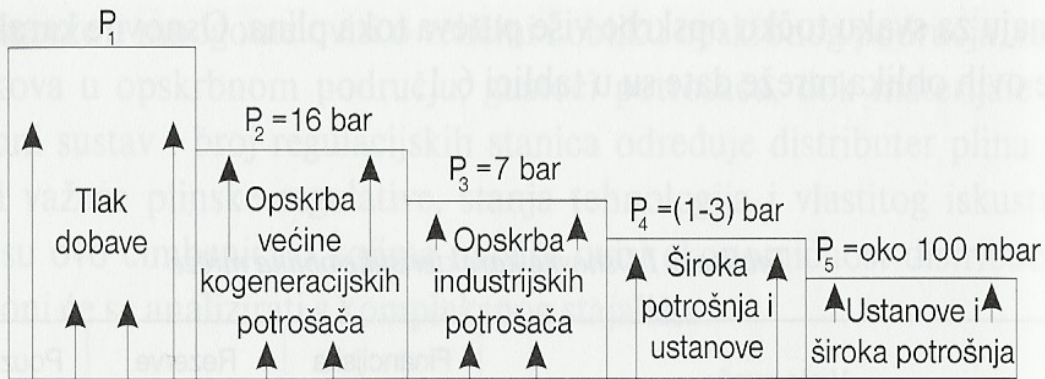 P₁
Tlak
dobave
P₂ =16 bar
Opskrba
većine
kogeneracijskih
potrošača
P₃ =7 bar
Opskrba
industrijskih
potrošača
P₄ =(1-3) bar
Široka
potrošnja i
ustanove
P₅ =oko 100 mbar
Ustanove i
široka potrošnja